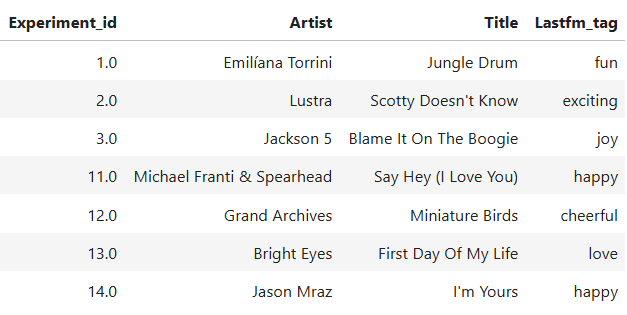 Experiment_id Artist Title Lastfm_tag
1.0 Emilíana Torrini Jungle Drum fun
2.0 Lustra Scotty Doesn't Know exciting
3.0 Jackson 5 Blame It On The Boogie joy
11.0 Michael Franti & Spearhead Say Hey (I Love You) happy
12.0 Grand Archives Miniature Birds cheerful
13.0 Bright Eyes First Day Of My Life love
14.0 Jason Mraz I'm Yours happy